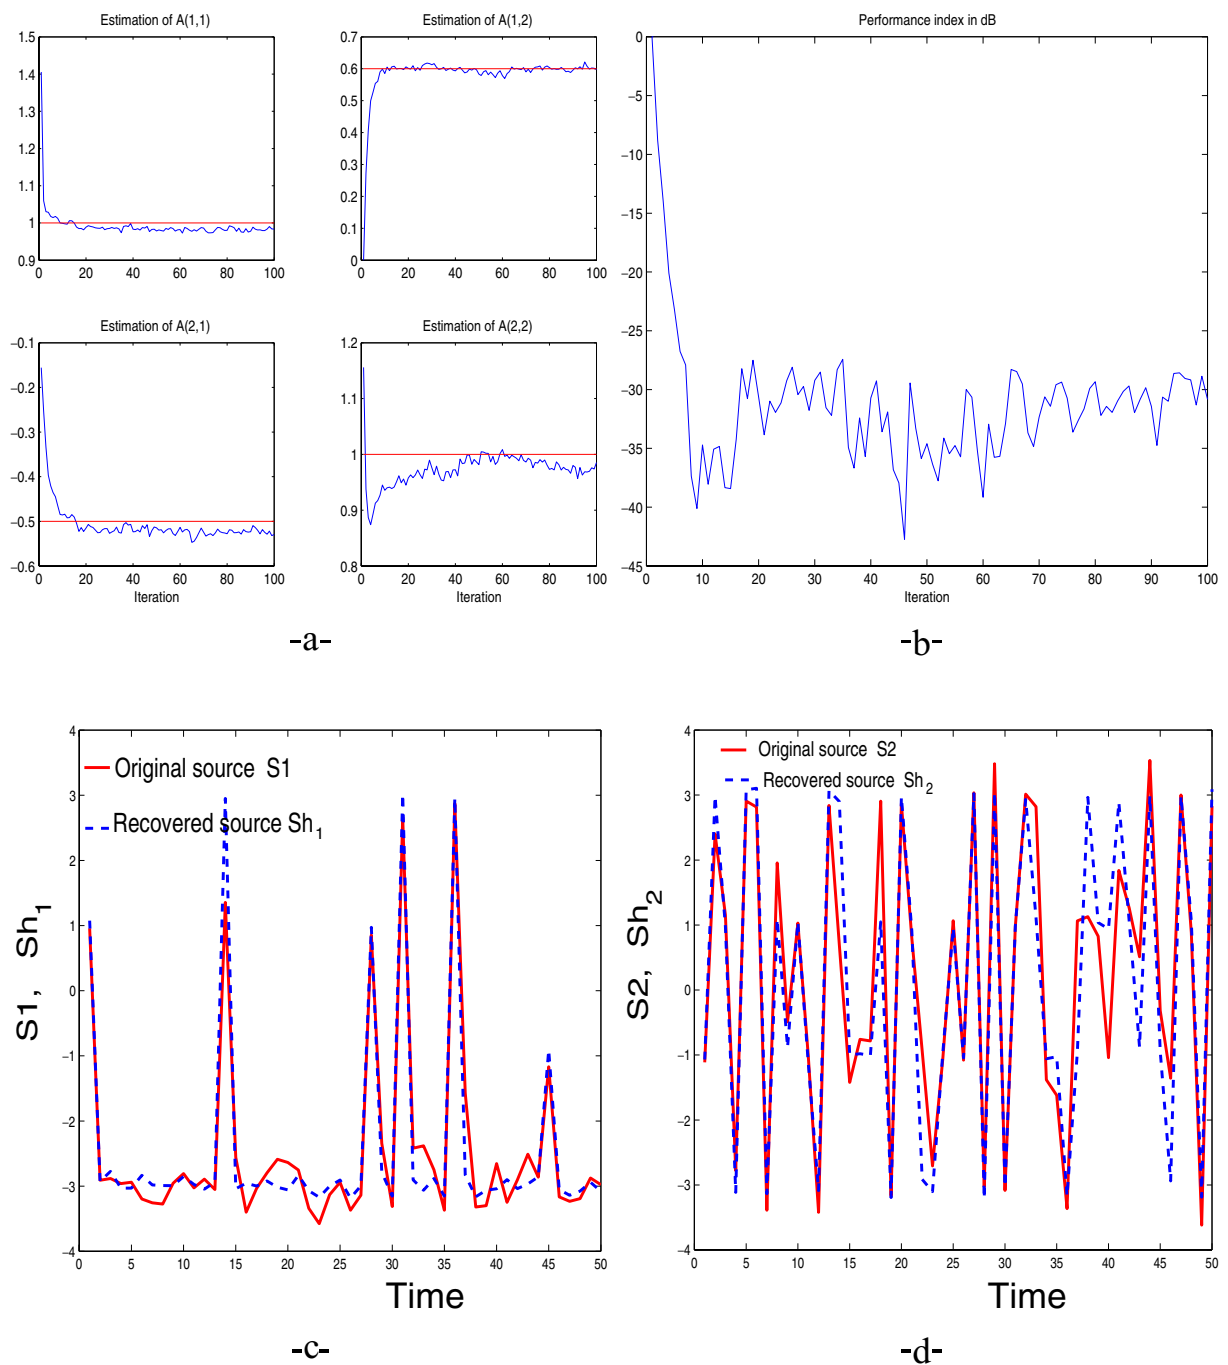 Estimation of A(1,1)
1.5
1.4
1.3
1.2
1.1
1
0.9
0 20 40 60 80 100
Estimation of A(1,2)
0.7
0.6
0.5
0.4
0.3
0.2
0.1
0
0 20 40 60 80 100
Estimation of A(2,1)
−0.1
−0.2
−0.3
−0.4
−0.5
−0.6
0 20 40 60 80 100
Iteration
Estimation of A(2,2)
1.2
1.1
1
0.9
0.8
0 20 40 60 80 100
Iteration
-a-
Performance index in dB
0
−5
−10
−15
−20
−25
−30
−35
−40
−45
0 10 20 30 40 50 60 70 80 90 100
Iteration
-b-
4
3
2
1
0
−1
−2
−3
−4
S1 , Sh1
Original source S1
Recovered source Sh1
0 5 10 15 20 25 30 35 40 45 50
Time
-c-
4
3
2
1
0
−1
−2
−3
−4
S2, Sh2
Original source S2
Recovered source Sh2
0 5 10 15 20 25 30 35 40 45 50
Time
-d-